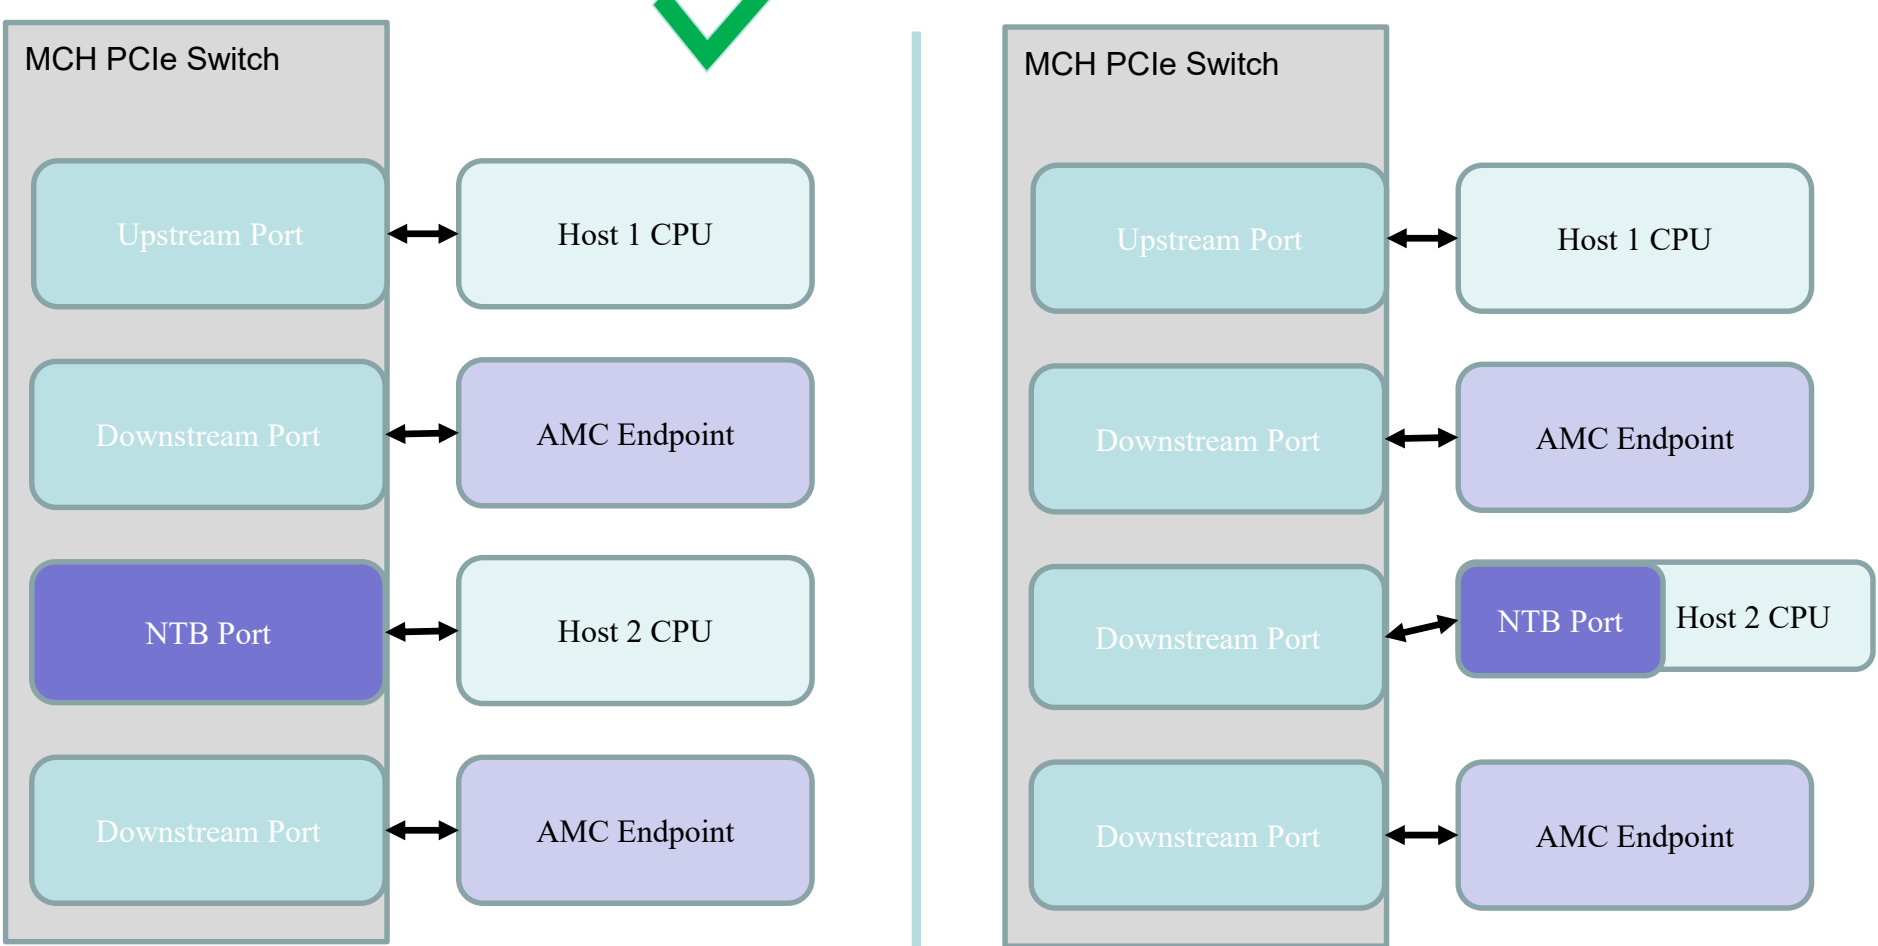 MCH PCIe Switch
Upstream Port
Host 1 CPU
Downstream Port
AMC Endpoint
NTB Port
Host 2 CPU
Downstream Port
AMC Endpoint
MCH PCIe Switch
Upstream Port
Host 1 CPU
Downstream Port
AMC Endpoint
Downstream Port
NTB Port
Host 2 CPU
Downstream Port
AMC Endpoint